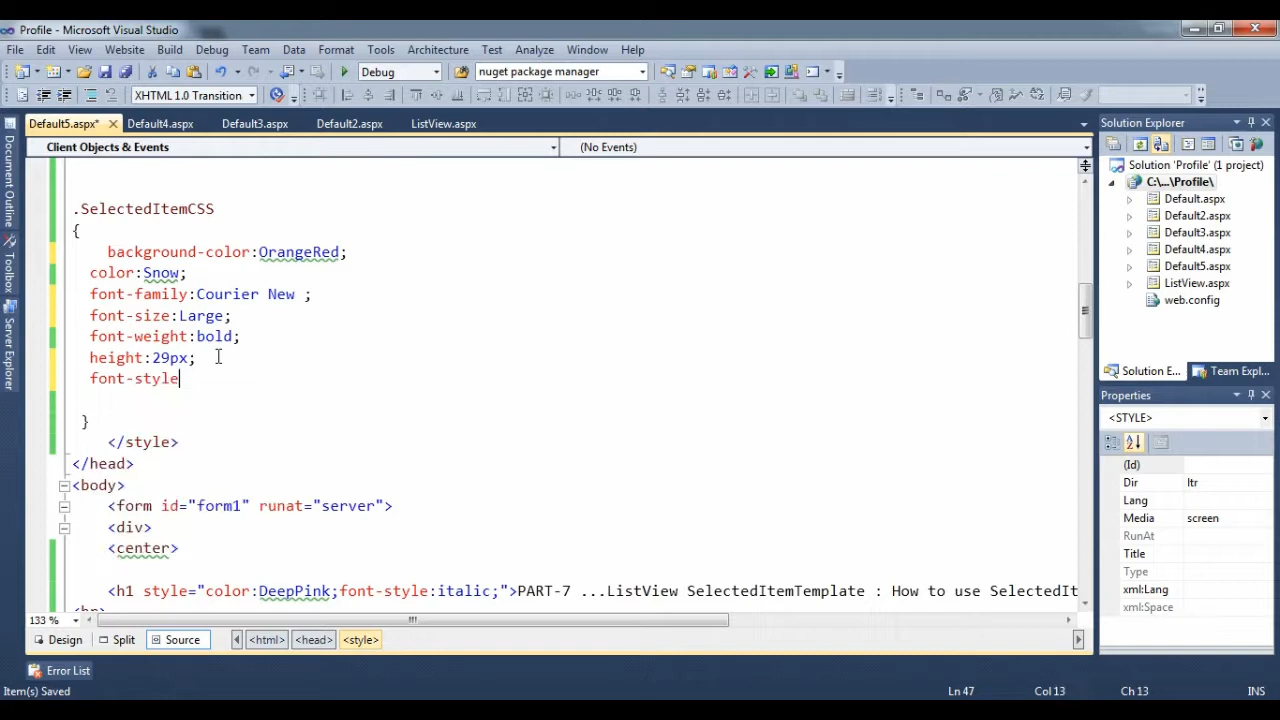 Profile - Microsoft Visual Studio
File Edit View Website Build Debug Team Data Format Tools Architecture Test Analyze Window Help
Debug nuget package manager
XHTML 1.0 Transition
Default5.aspx* Default4.aspx Default3.aspx Default2.aspx ListView.aspx
Client Objects & Events (No Events)
Document Outline
Toolbox
Server Explorer
.SelectedItemCSS
{
background-color:OrangeRed;
color:Snow;
font-family:Courier New ;
font-size:Large;
font-weight:bold;
height:29px;
font-style
}
</style>
</head>
<body>
<form id="form1" runat="server">
<div>
<center>
<h1 style="color:DeepPink;font-style:italic;">PART-7 ...ListView SelectedItemTemplate : How to use SelectedIt
<hr>
133 %
Design Split Source <html> <head> <style>
Error List
Item(s) Saved Ln 47 Col 13 Ch 13 INS
Solution Explorer
Solution 'Profile' (1 project)
C:\...\Profile\
Default.aspx
Default2.aspx
Default3.aspx
Default4.aspx
Default5.aspx
ListView.aspx
web.config
Solution E... Team Expl...
Properties
<STYLE>
(Id)
Dir ltr
Lang
Media screen
RunAt
Title
Type
xml:Lang
xml:Space